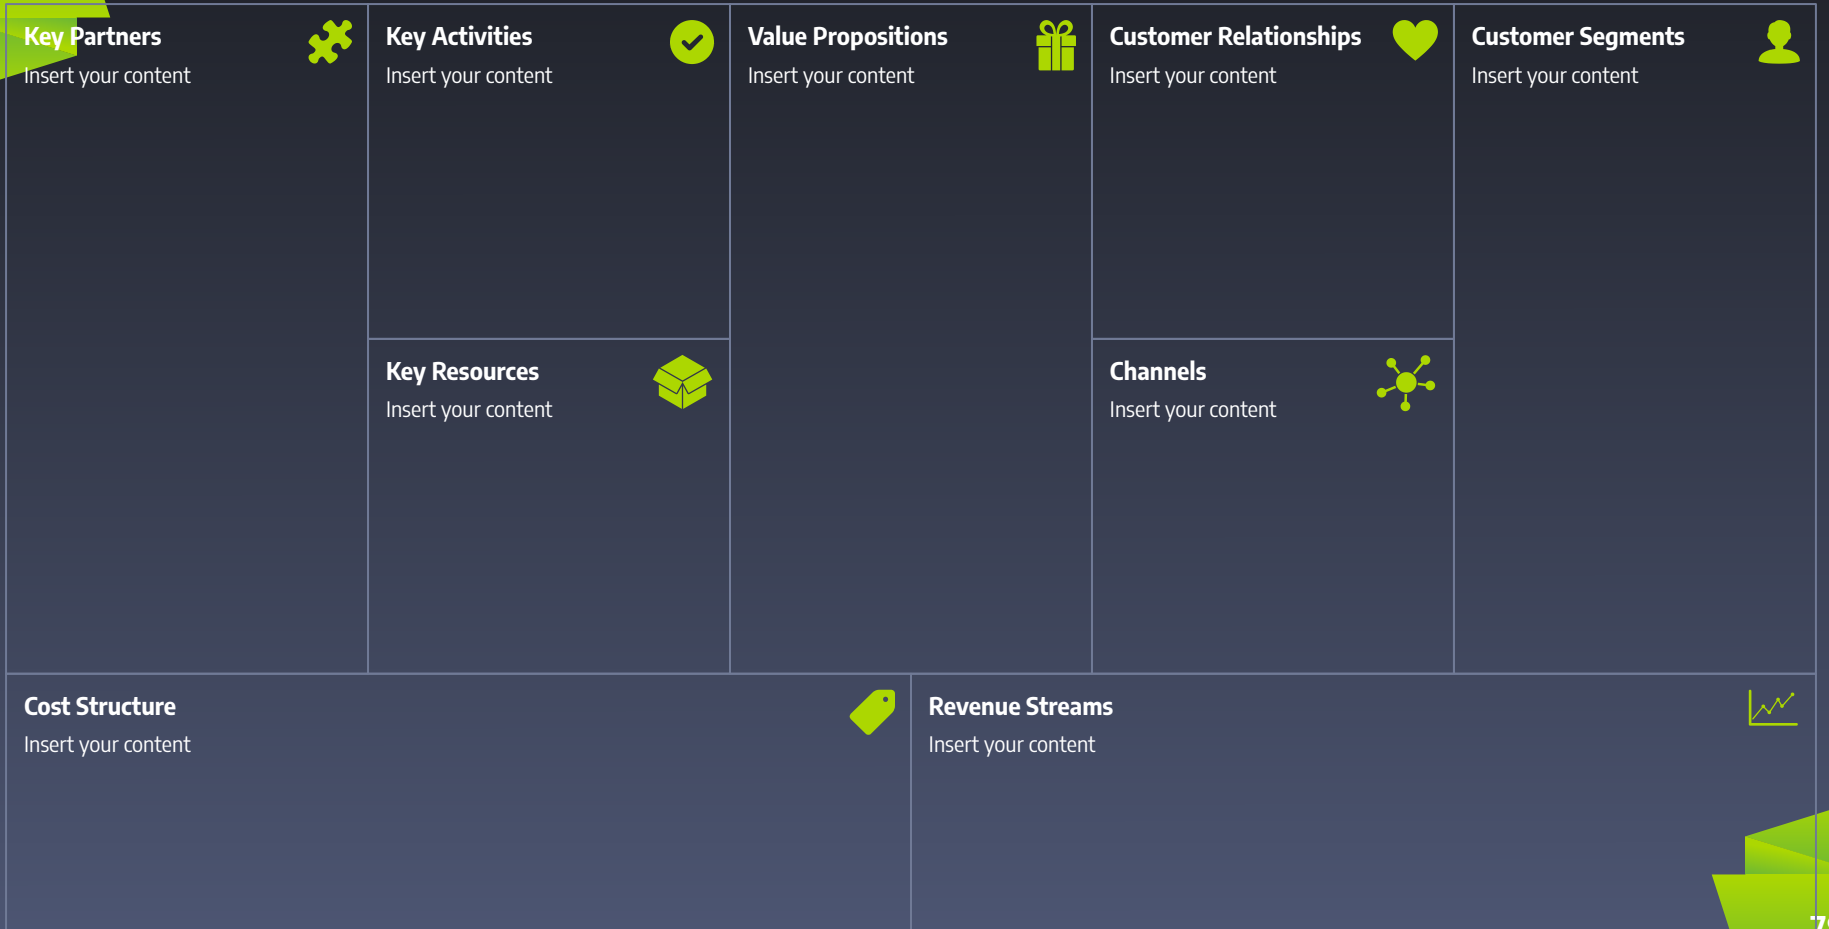 Key Partners
Insert your content
Key Activities
Insert your content
Value Propositions
Insert your content
Customer Relationships
Insert your content
Customer Segments
Insert your content
Key Resources
Insert your content
Channels
Insert your content
Cost Structure
Insert your content
Revenue Streams
Insert your content